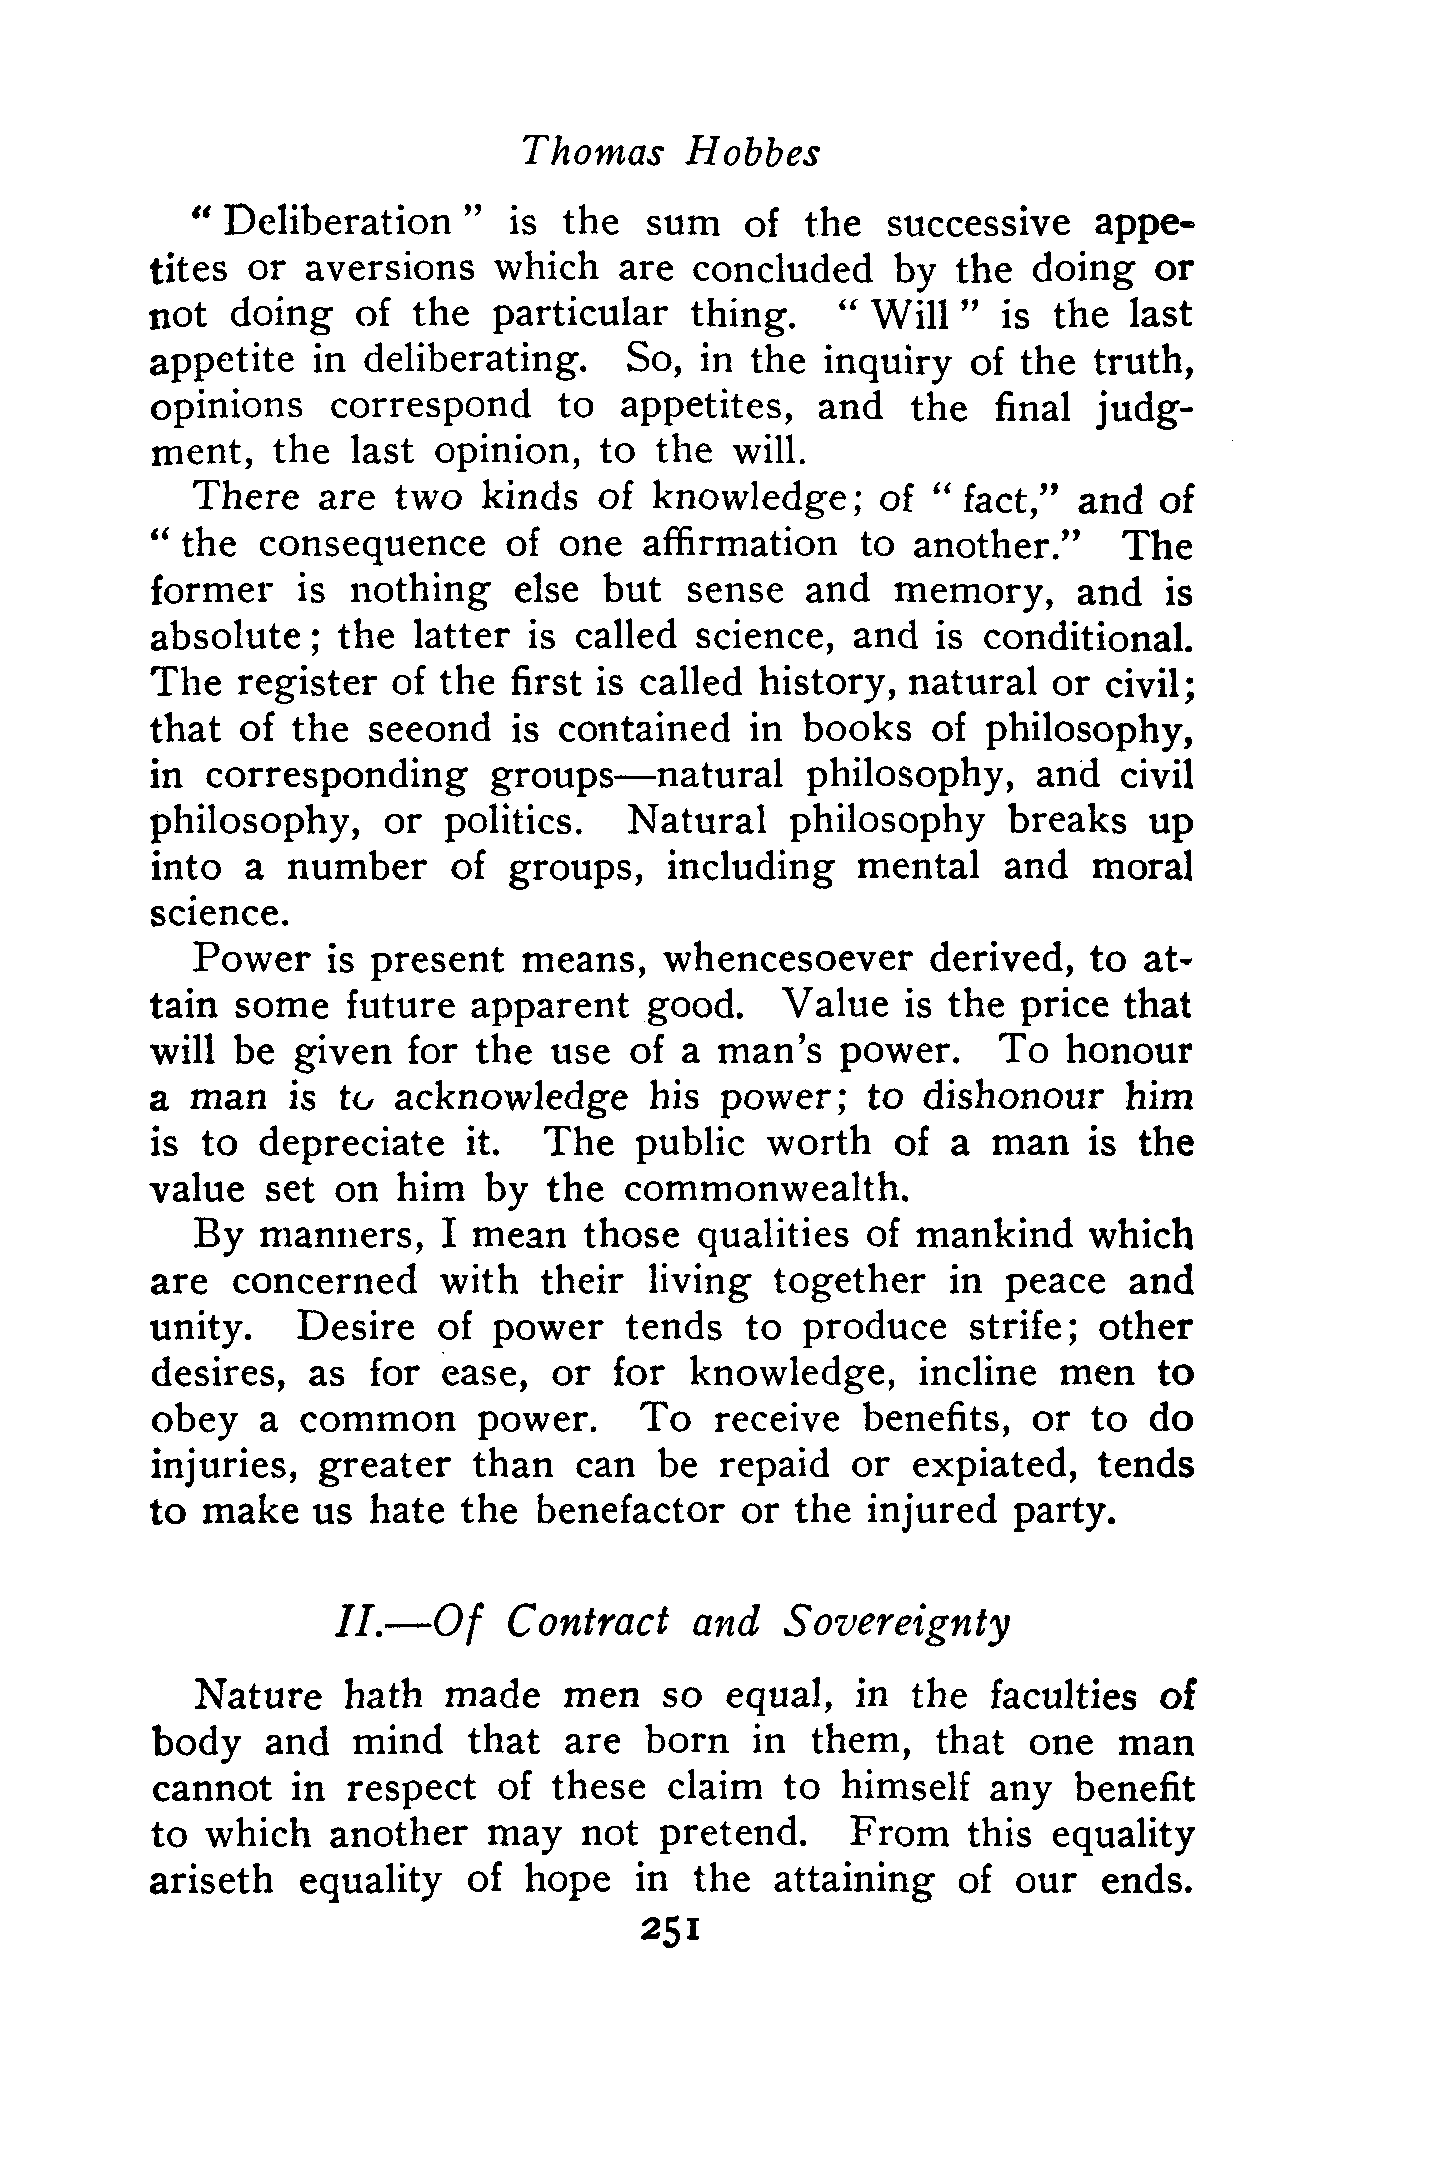 Thomas Hobbes
" Deliberation " is the sum of the successive appe-
tites or aversions which are concluded by the doing or
not doing of the particular thing. " Will " is the last
appetite in deliberating. So, in the inquiry of the truth,
opinions correspond to appetites, and the final judg-
ment, the last opinion, to the will.
There are two kinds of knowledge; of " fact," and of
" the consequence of one affirmation to another." The
former is nothing else but sense and memory, and is
absolute; the latter is called science, and is conditional.
The register of the first is called history, natural or civil;
that of the seeond is contained in books of philosophy,
in corresponding groups—natural philosophy, and civil
philosophy, or politics. Natural philosophy breaks up
into a number of groups, including mental and moral
science.
Power is present means, whencesoever derived, to at-
tain some future apparent good. Value is the price that
will be given for the use of a man's power. To honour
a man is to acknowledge his power; to dishonour him
is to depreciate it. The public worth of a man is the
value set on him by the commonwealth.
By manners, I mean those qualities of mankind which
are concerned with their living together in peace and
unity. Desire of power tends to produce strife; other
desires, as for ease, or for knowledge, incline men to
obey a common power. To receive benefits, or to do
injuries, greater than can be repaid or expiated, tends
to make us hate the benefactor or the injured party.
II.—Of Contract and Sovereignty
Nature hath made men so equal, in the faculties of
body and mind that are born in them, that one man
cannot in respect of these claim to himself any benefit
to which another may not pretend. From this equality
ariseth equality of hope in the attaining of our ends.
251